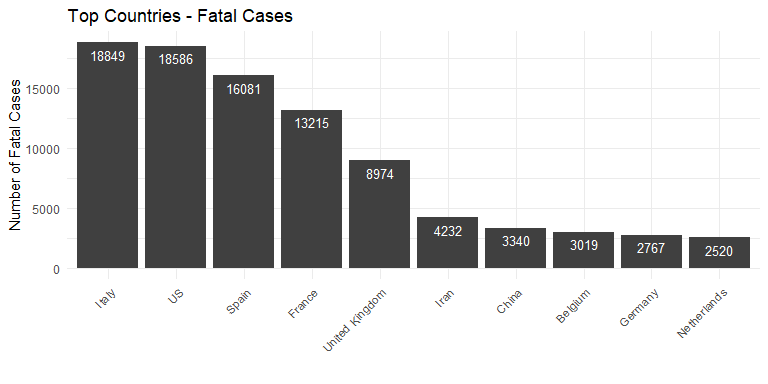 Top Countries - Fatal Cases
Number of Fatal Cases
15000
10000
5000
0
18849
18586
16081
13215
8974
4232
3340
3019
2767
2520
Italy
US
Spain
France
United Kingdom
Iran
China
Belgium
Germany
Netherlands